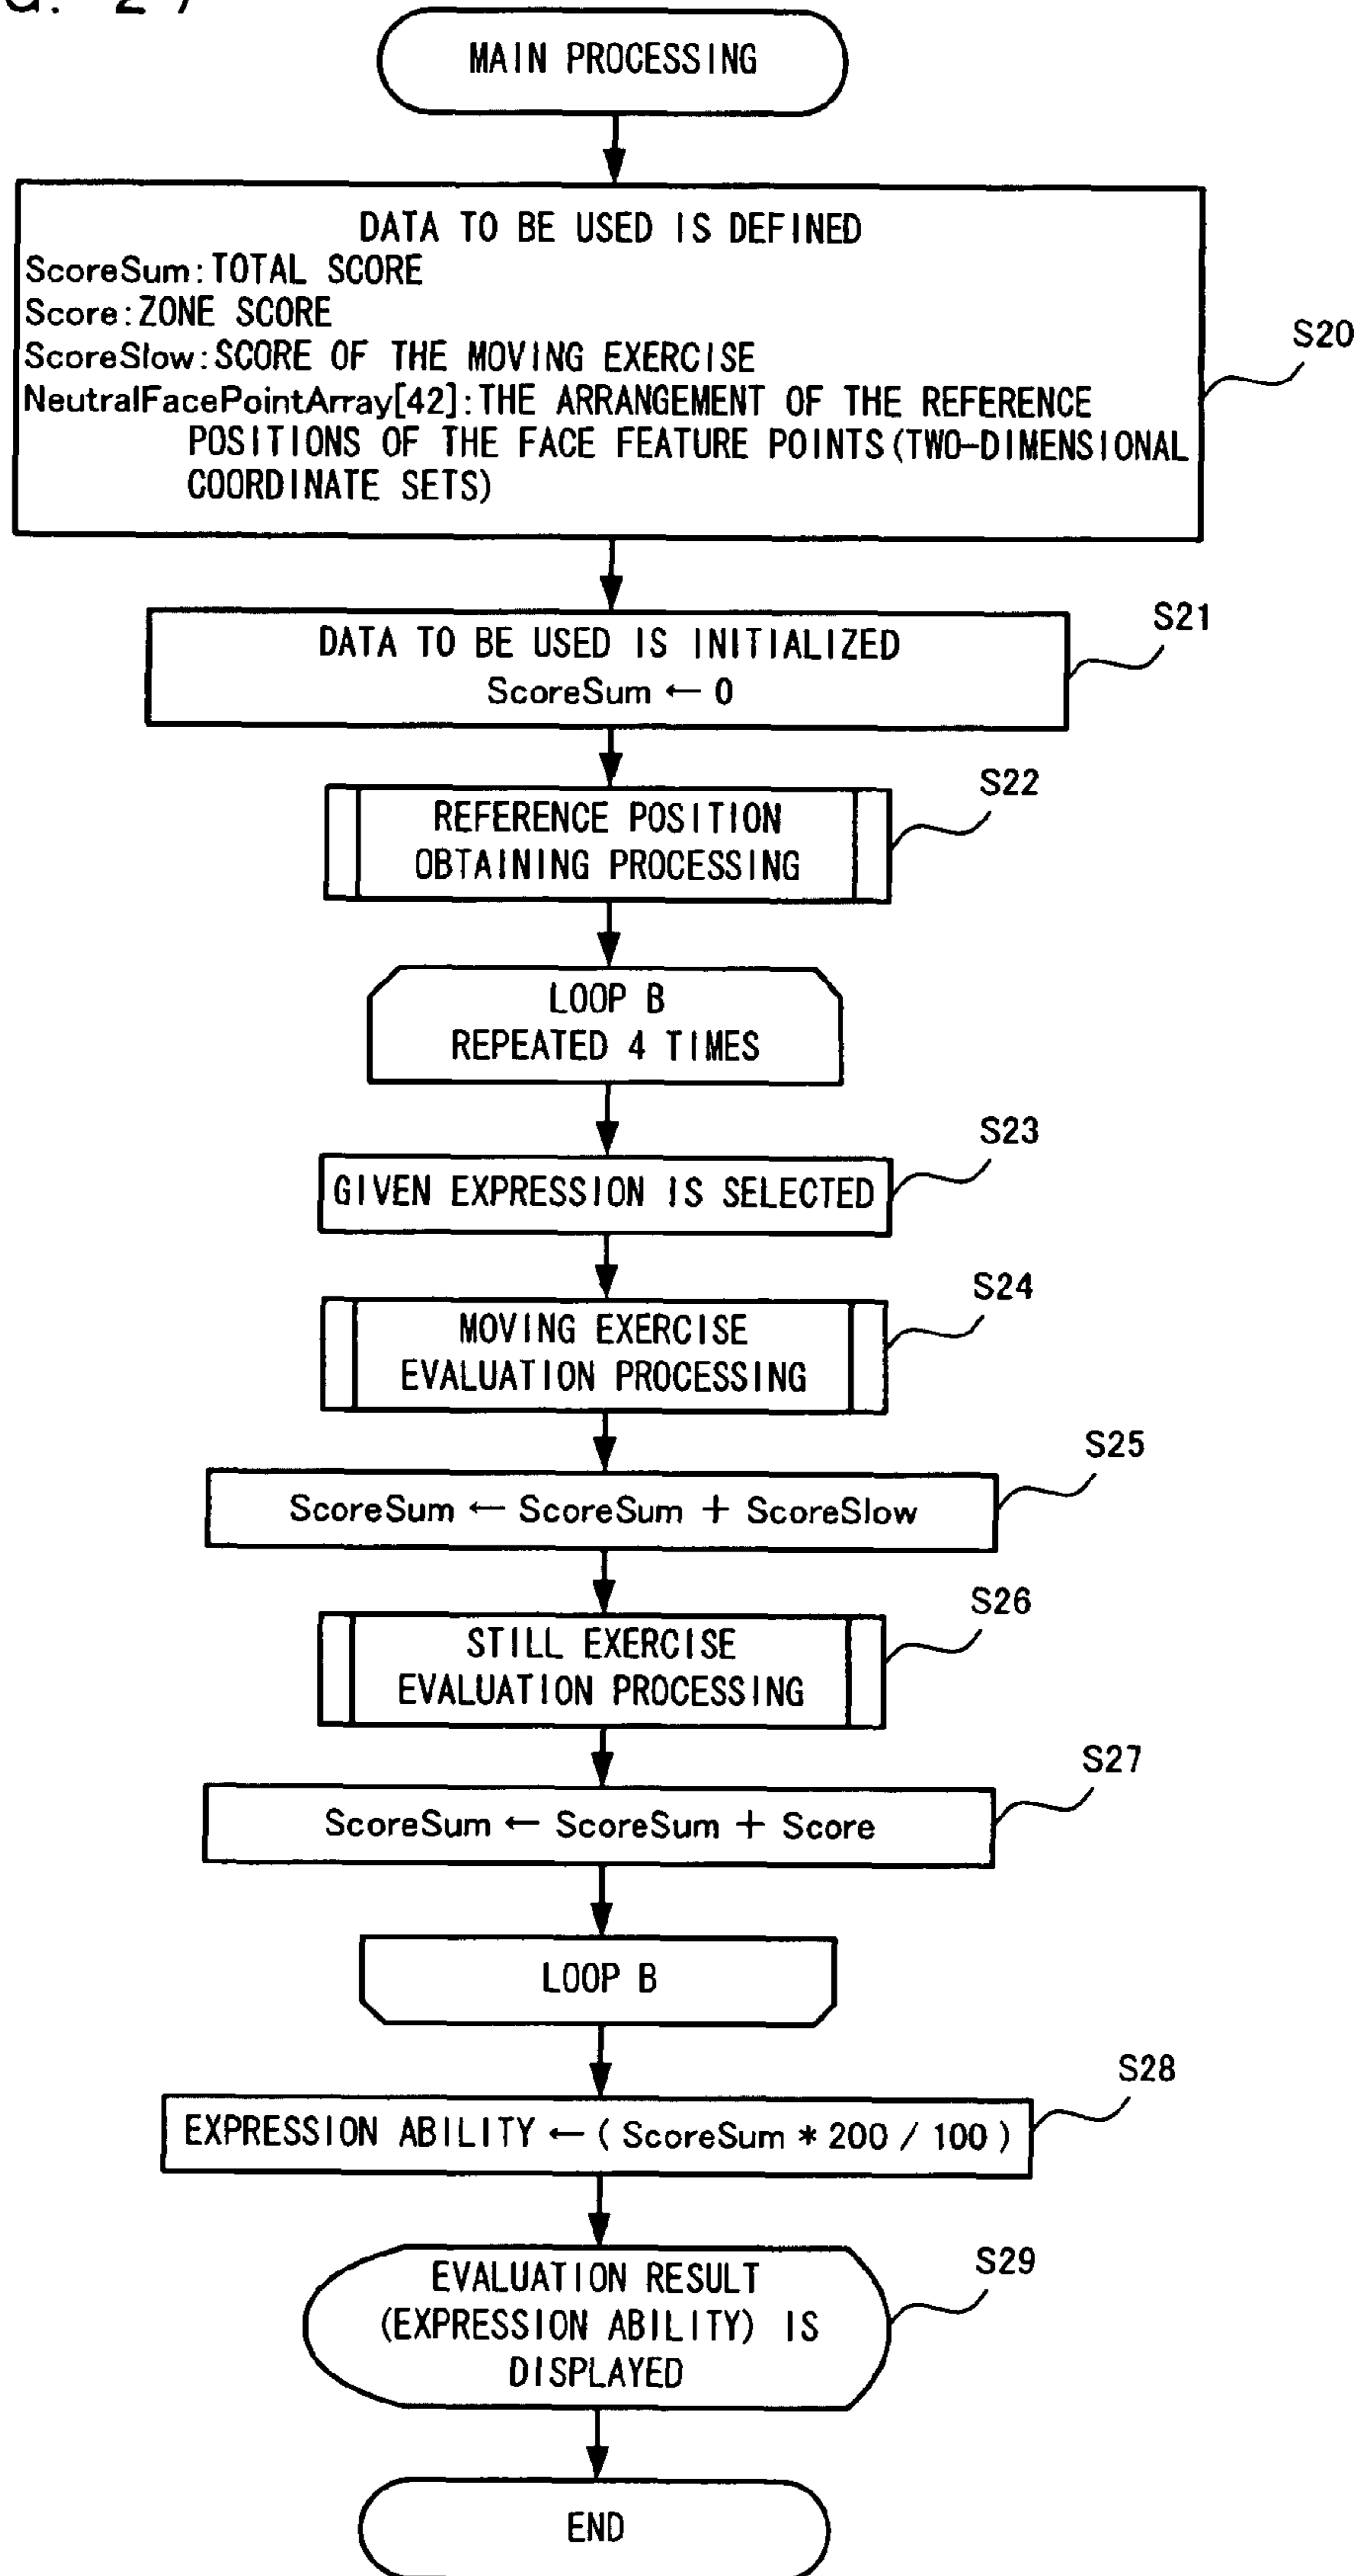 MAIN PROCESSING
DATA TO BE USED IS DEFINED
ScoreSum:TOTAL SCORE
Score:ZONE SCORE
ScoreSlow:SCORE OF THE MOVING EXERCISE
NeutralFacePointArray[42]:THE ARRANGEMENT OF THE REFERENCE
POSITIONS OF THE FACE FEATURE POINTS(TWO-DIMENSIONAL
COORDINATE SETS)
S20
DATA TO BE USED IS INITIALIZED
ScoreSum ← 0
S21
REFERENCE POSITION
OBTAINING PROCESSING
S22
LOOP B
REPEATED 4 TIMES
GIVEN EXPRESSION IS SELECTED
S23
MOVING EXERCISE
EVALUATION PROCESSING
S24
ScoreSum ← ScoreSum + ScoreSlow
S25
STILL EXERCISE
EVALUATION PROCESSING
S26
ScoreSum ← ScoreSum + Score
S27
LOOP B
EXPRESSION ABILITY ← ( ScoreSum * 200 / 100 )
S28
EVALUATION RESULT
(EXPRESSION ABILITY) IS
DISPLAYED
S29
END